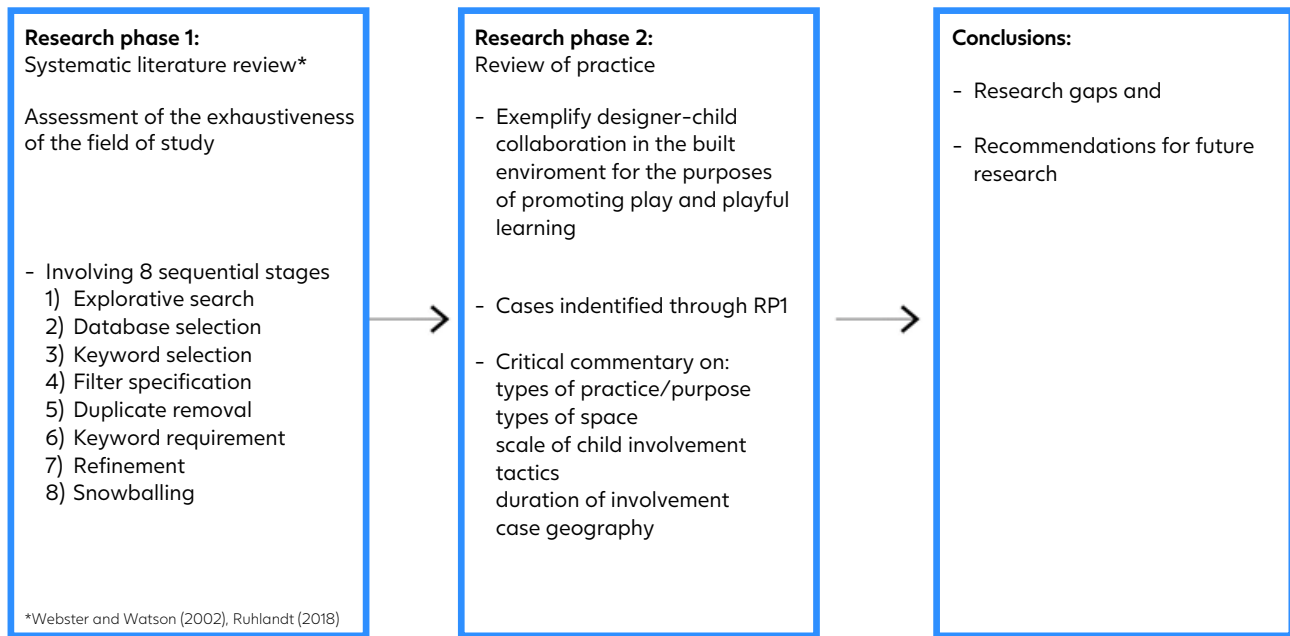 Research phase 1:
Systematic literature review*
Assessment of the exhaustiveness
of the field of study
- Involving 8 sequential stages
1) Explorative search
2) Database selection
3) Keyword selection
4) Filter specification
5) Duplicate removal
6) Keyword requirement
7) Refinement
8) Snowballing
*Webster and Watson (2002), Ruhlandt (2018)
Research phase 2:
Review of practice
- Exemplify designer-child
collaboration in the built
enviroment for the purposes
of promoting play and playful
learning
- Cases indentified through RP1
- Critical commentary on:
types of practice/purpose
types of space
scale of child involvement
tactics
duration of involvement
case geography
Conclusions:
- Research gaps and
- Recommendations for future
research